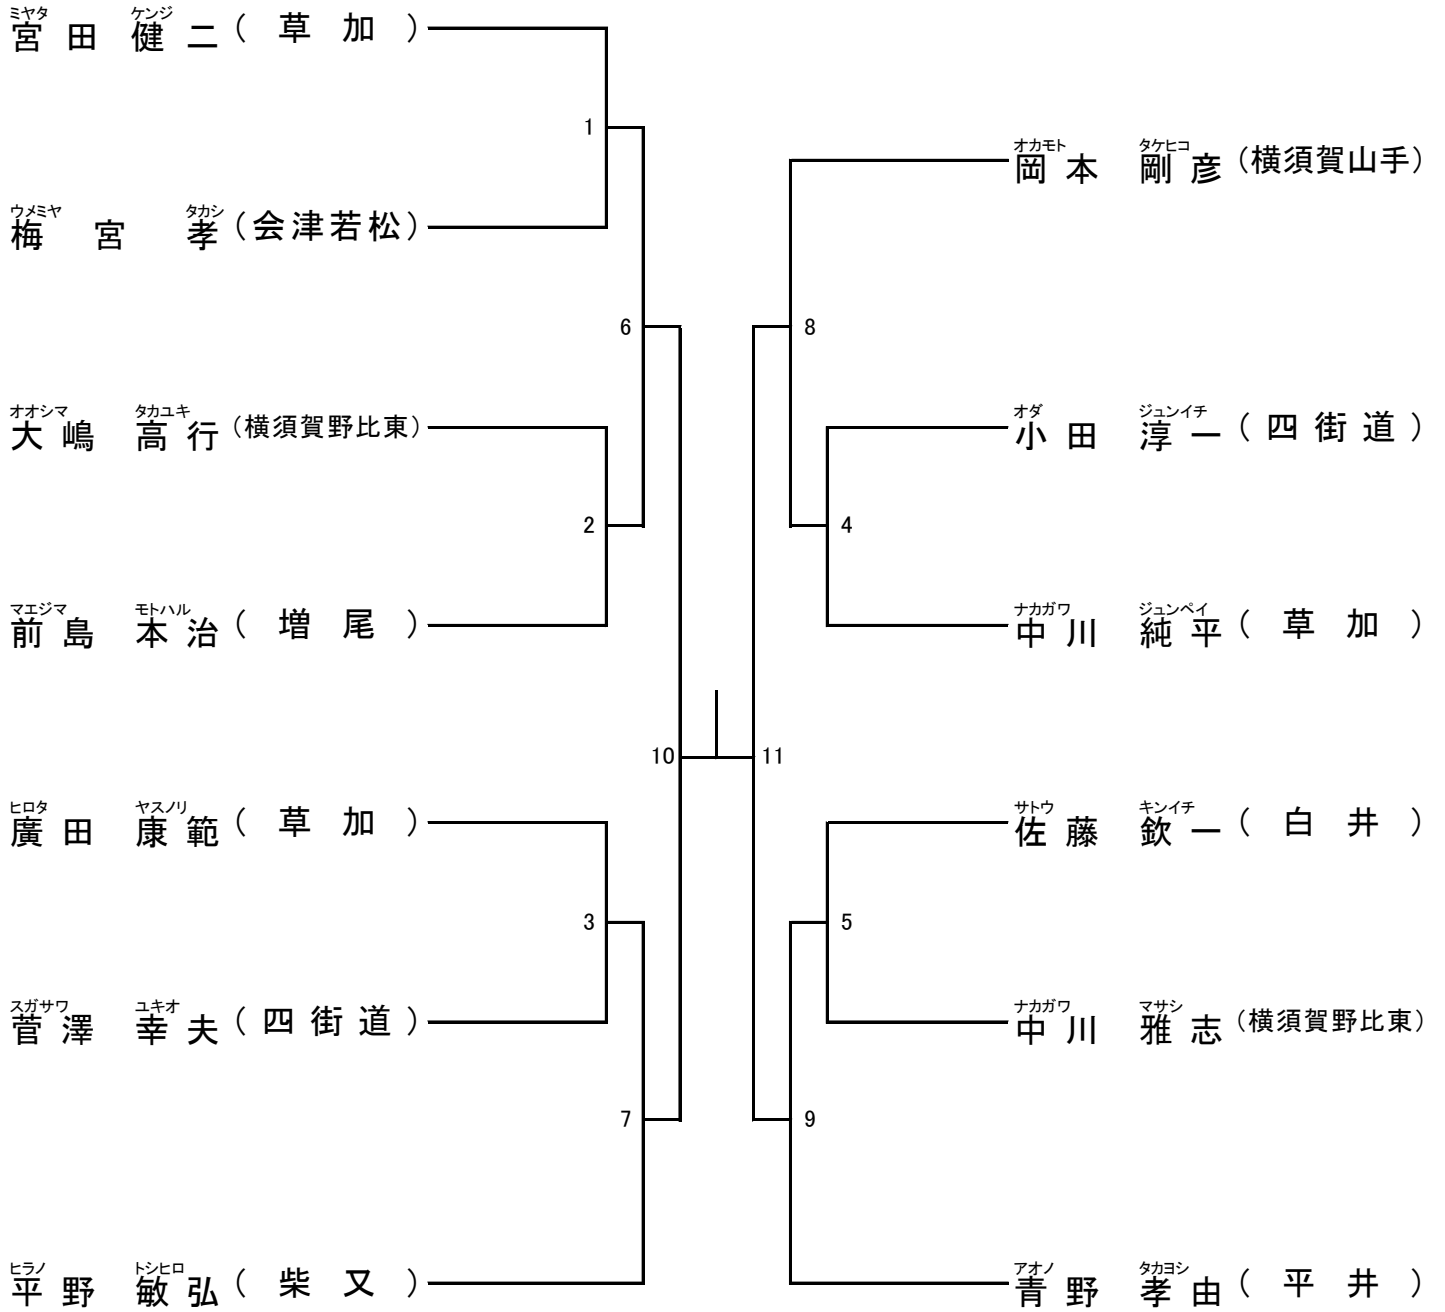 ミヤタ ケンジ
宮田 健二 (草加)
1
ウメミヤ タカシ
梅宮 孝 (会津若松)
6
オオシマ タカユキ
大嶋 高行 (横須賀野比東)
2
マエジマ モトハル
前島 本治 (増尾)
10
ヒロタ ヤスノリ
廣田 康範 (草加)
3
スガサワ ユキオ
菅澤 幸夫 (四街道)
7
ヒラノ トシヒロ
平野 敏弘 (柴又)
オカモト タケヒコ
岡本 剛彦 (横須賀山手)
8
オダ ジュンイチ
小田 淳一 (四街道)
4
ナカガワ ジュンペイ
中川 純平 (草加)
11
サトウ キンイチ
佐藤 欽一 (白井)
5
ナカガワ マサシ
中川 雅志 (横須賀野比東)
9
アオノ タカヨシ
青野 孝由 (平井)